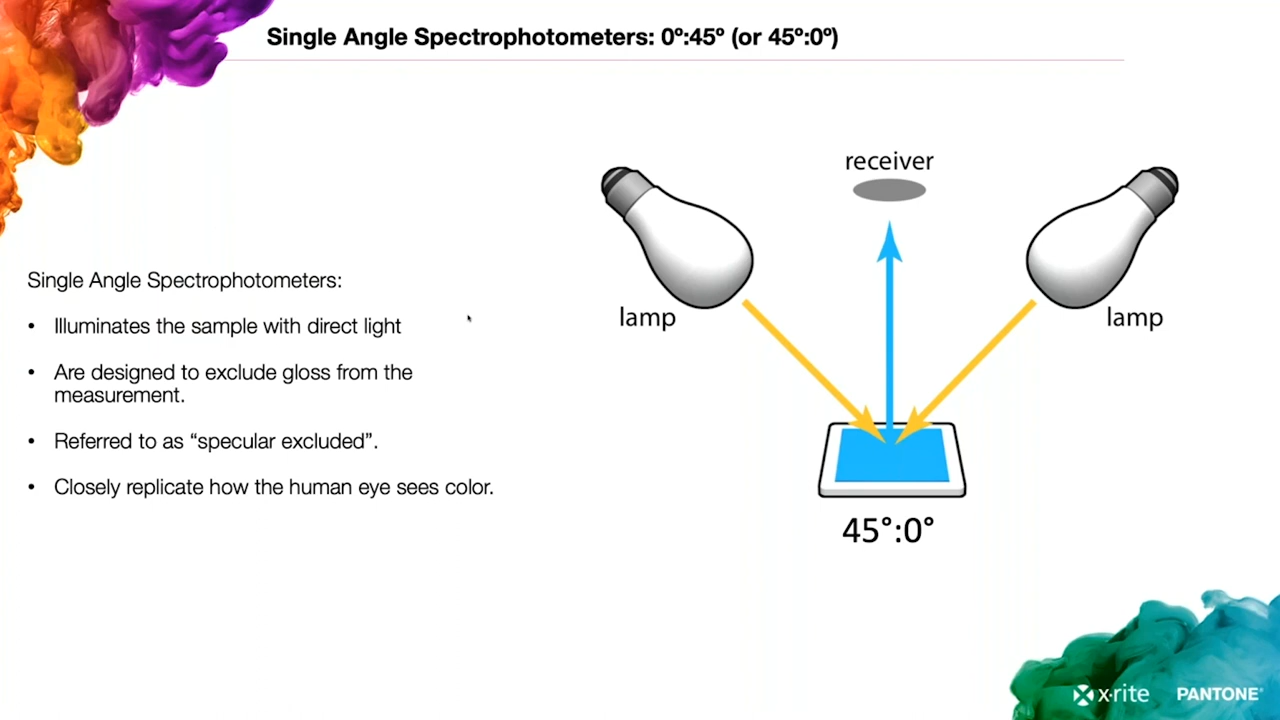 Single Angle Spectrophotometers: 0º:45º (or 45º:0º)
receiver
lamp
lamp
Single Angle Spectrophotometers:
• Illuminates the sample with direct light
• Are designed to exclude gloss from the
measurement.
• Referred to as “specular excluded”.
• Closely replicate how the human eye sees color.
45°:0°
x·rite PANTONE®